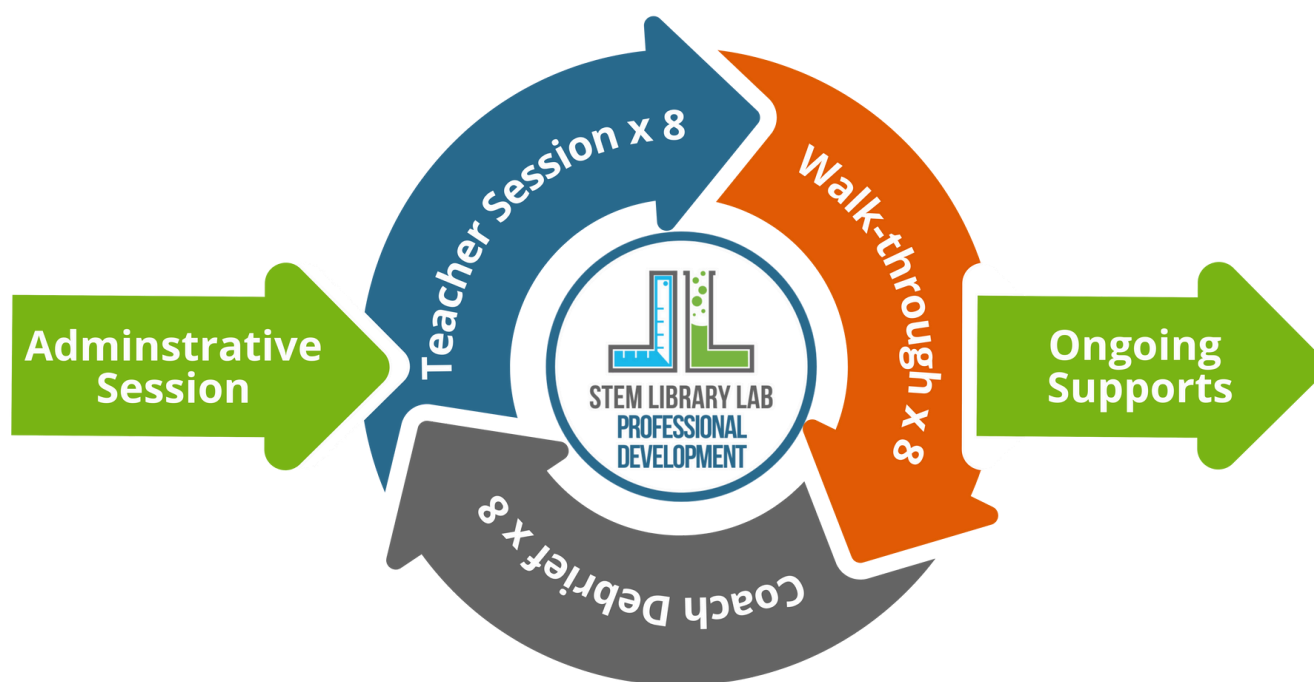 Adminstrative
Session
Teacher Session x 8
Walk-through x 8
Coach Debrief x 8
STEM LIBRARY LAB
PROFESSIONAL
DEVELOPMENT
Ongoing
Supports